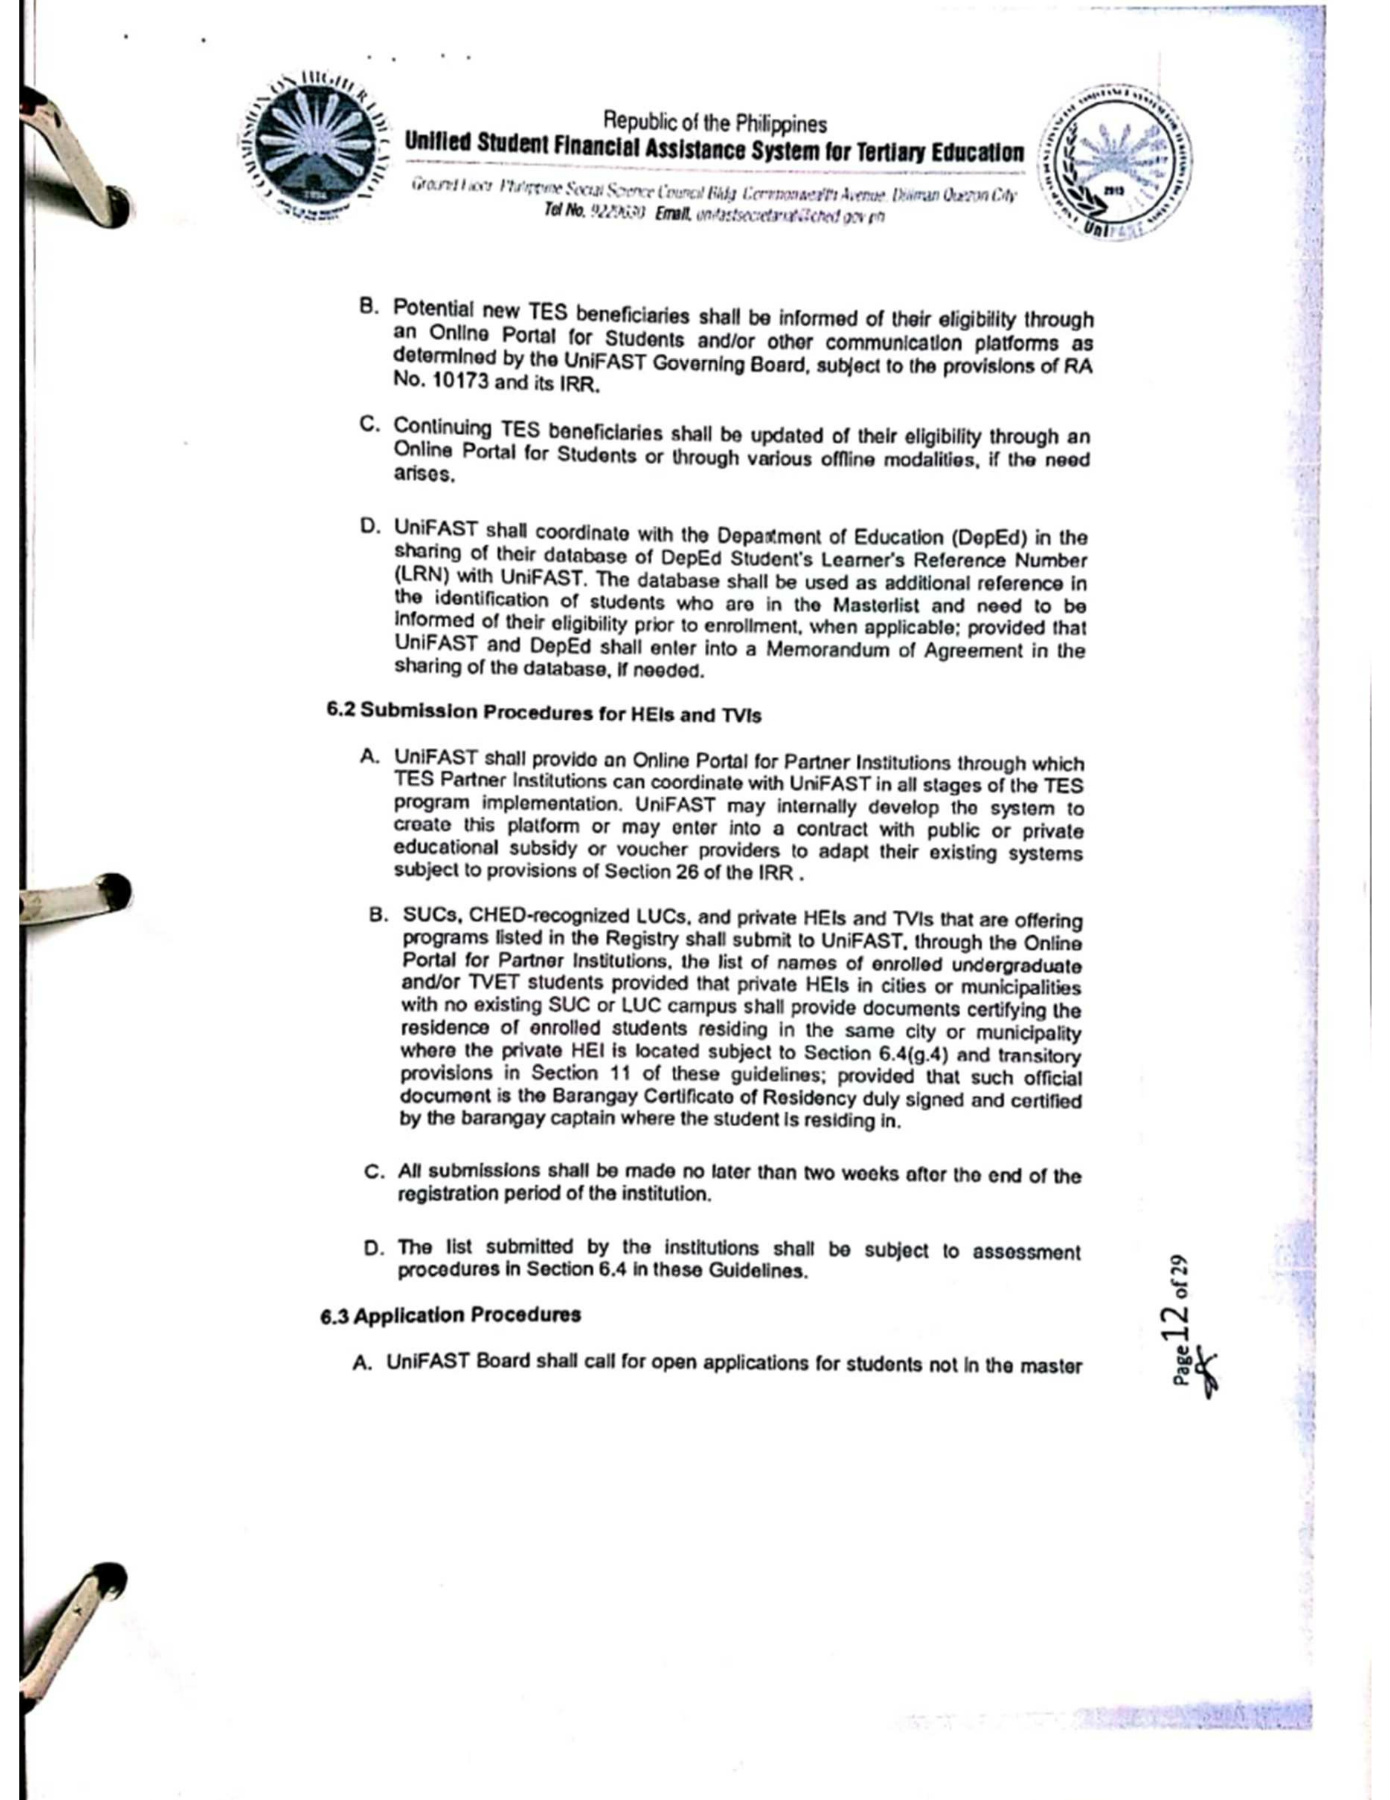 COMMISSION ON HIGHER EDUCATION
Republic of the Philippines
Unified Student Financial Assistance System for Tertiary Education
Ground Floor Philippine Social Science Council Bldg Commonwealth Avenue, Diliman Quezon City
Tel No. Email, unifastsecretariat@ched.gov.ph
2013
UniFAST
B. Potential new TES beneficiaries shall be informed of their eligibility through
an Online Portal for Students and/or other communication platforms as
determined by the UniFAST Governing Board, subject to the provisions of RA
No. 10173 and its IRR.
C. Continuing TES beneficiaries shall be updated of their eligibility through an
Online Portal for Students or through various offline modalities, if the need
arises.
D. UniFAST shall coordinate with the Department of Education (DepEd) in the
sharing of their database of DepEd Student's Learner's Reference Number
(LRN) with UniFAST. The database shall be used as additional reference in
the identification of students who are in the Masterlist and need to be
informed of their eligibility prior to enrollment, when applicable; provided that
UniFAST and DepEd shall enter into a Memorandum of Agreement in the
sharing of the database, if needed.
6.2 Submission Procedures for HEIs and TVIs
A. UniFAST shall provide an Online Portal for Partner Institutions through which
TES Partner Institutions can coordinate with UniFAST in all stages of the TES
program implementation. UniFAST may internally develop the system to
create this platform or may enter into a contract with public or private
educational subsidy or voucher providers to adapt their existing systems
subject to provisions of Section 26 of the IRR .
B. SUCs, CHED-recognized LUCs, and private HEIs and TVIs that are offering
programs listed in the Registry shall submit to UniFAST, through the Online
Portal for Partner Institutions, the list of names of enrolled undergraduate
and/or TVET students provided that private HEIs in cities or municipalities
with no existing SUC or LUC campus shall provide documents certifying the
residence of enrolled students residing in the same city or municipality
where the private HEI is located subject to Section 6.4(g.4) and transitory
provisions in Section 11 of these guidelines; provided that such official
document is the Barangay Certificate of Residency duly signed and certified
by the barangay captain where the student is residing in.
C. All submissions shall be made no later than two weeks after the end of the
registration period of the institution.
D. The list submitted by the institutions shall be subject to assessment
procedures in Section 6.4 in these Guidelines.
6.3 Application Procedures
A. UniFAST Board shall call for open applications for students not in the master
Page 12 of 29